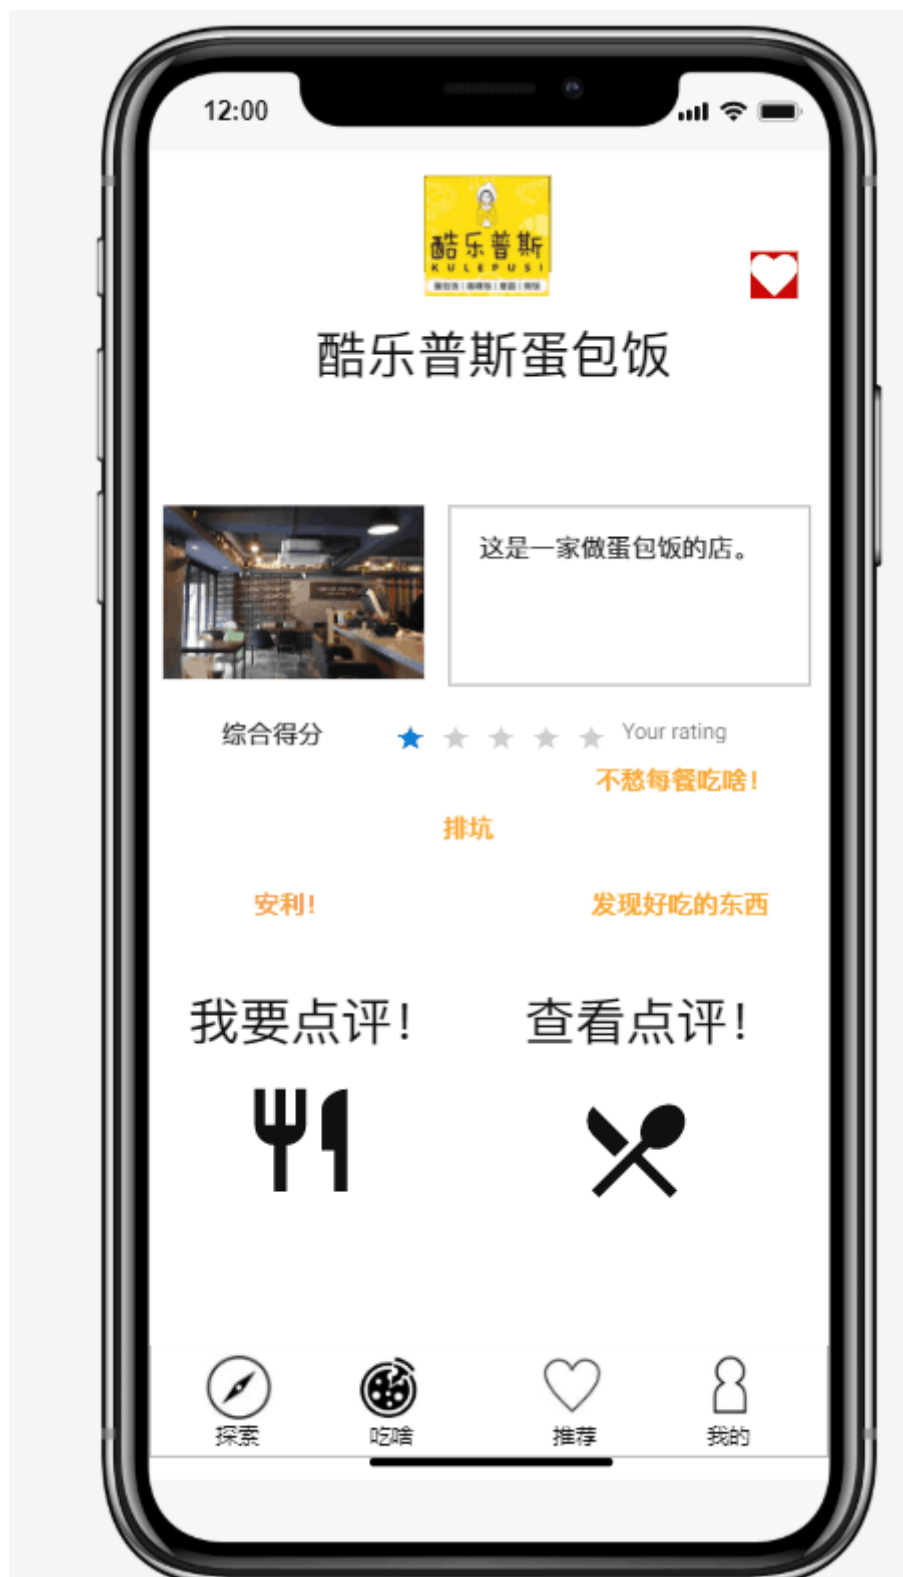 12:00
酷乐普斯
KULEPUSI
酷乐普斯蛋包饭
这是一家做蛋包饭的店。
综合得分 Your rating
不愁每餐吃啥！
排坑
安利！ 发现好吃的东西
我要点评！ 查看点评！
探索 吃啥 推荐 我的